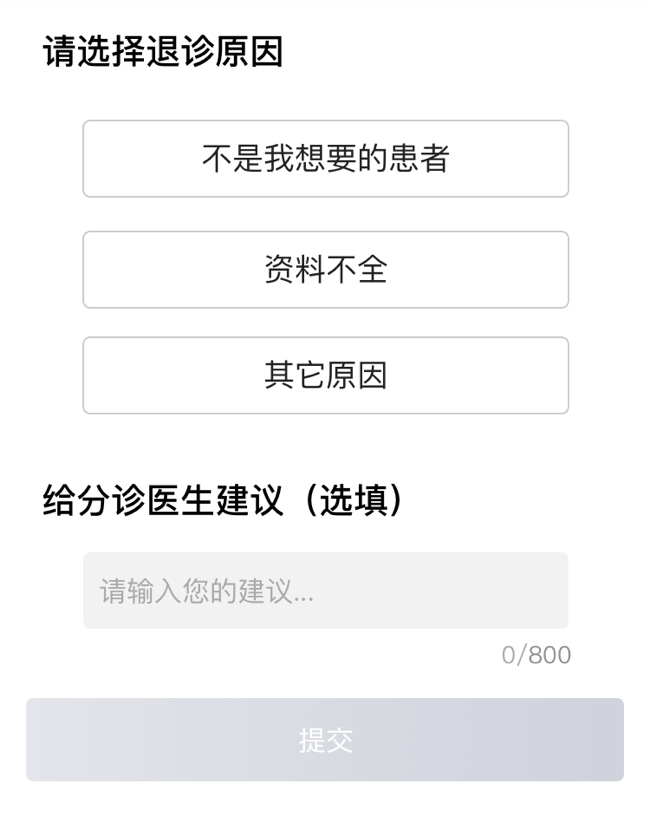 请选择退诊原因
不是我想要的患者
资料不全
其它原因
给分诊医生建议（选填）
请输入您的建议...
0/800
提交